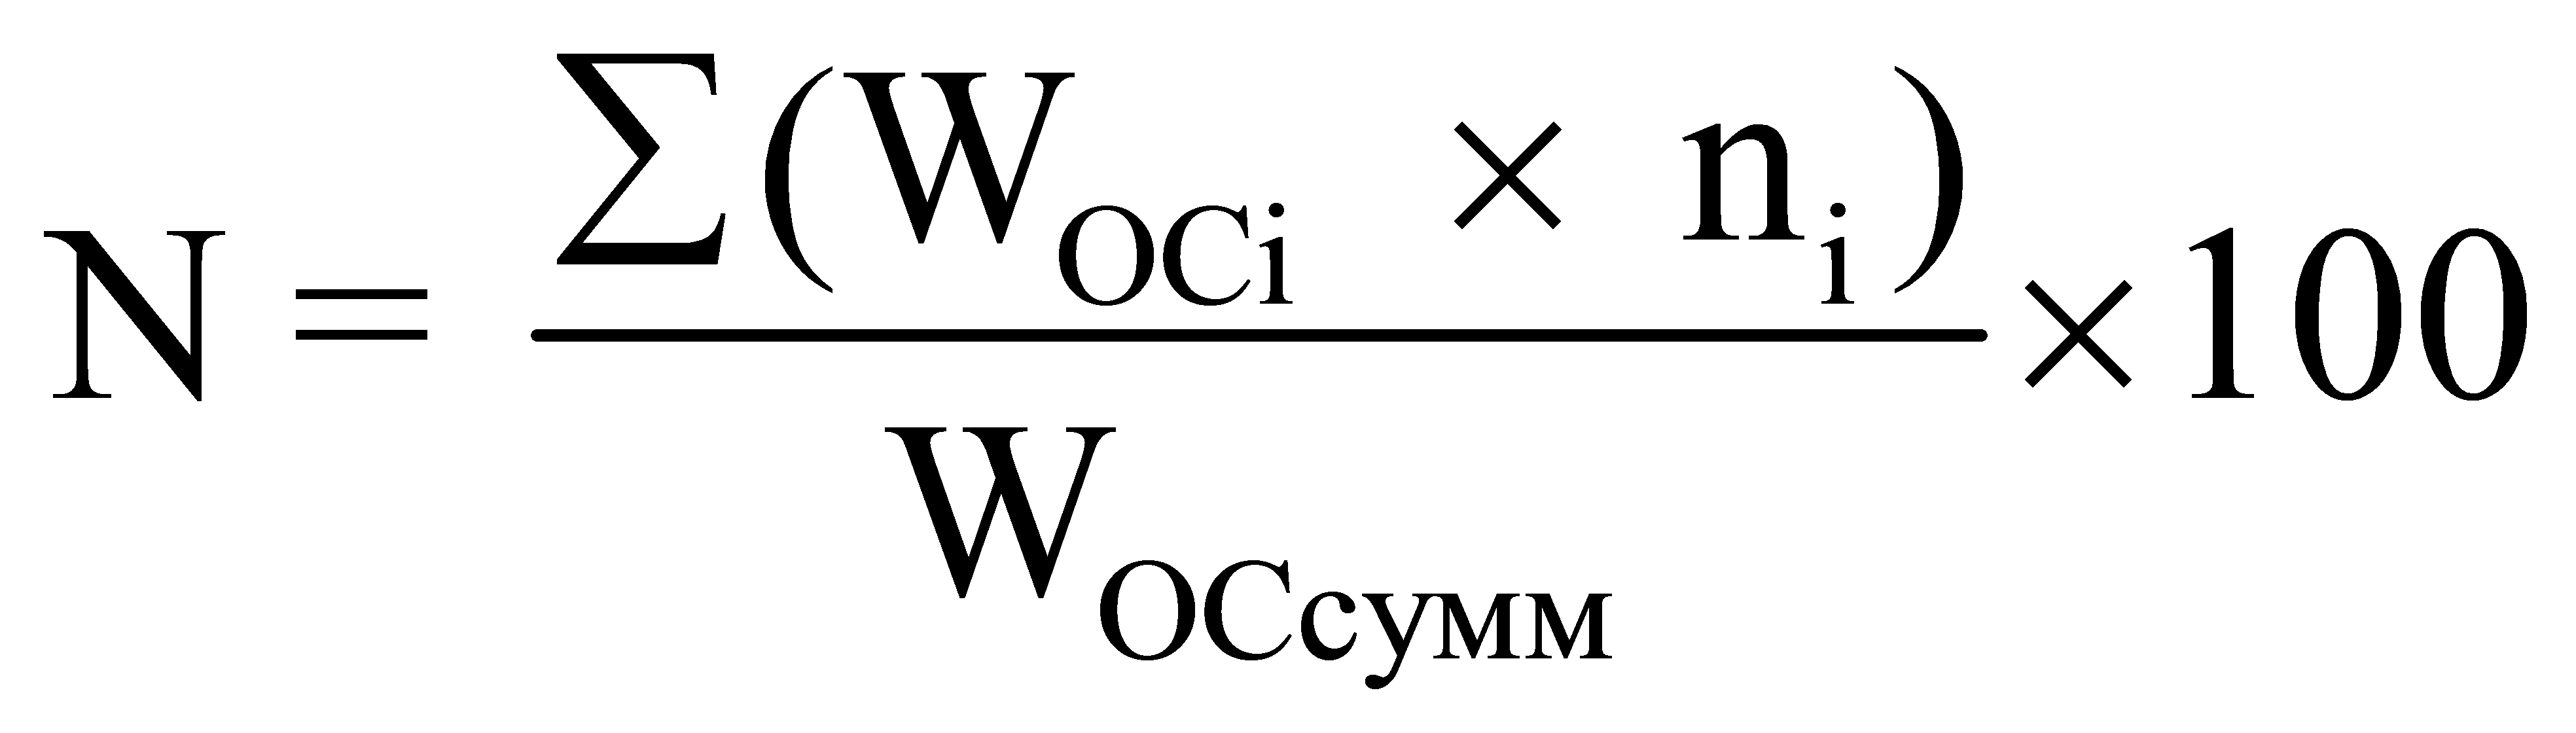 ∑(W_OCi × n_i)
N = ×100
W_OCсумм